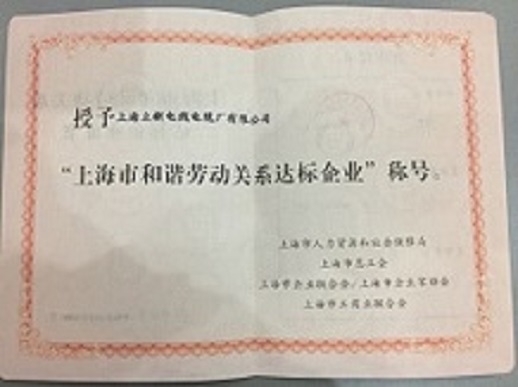 授予上海立新电线电缆厂有限公司
“上海市和谐劳动关系达标企业”称号。
上海市人力资源和社会保障局
上海市总工会
上海市企业联合会/上海市企业家协会
上海市工商业联合会